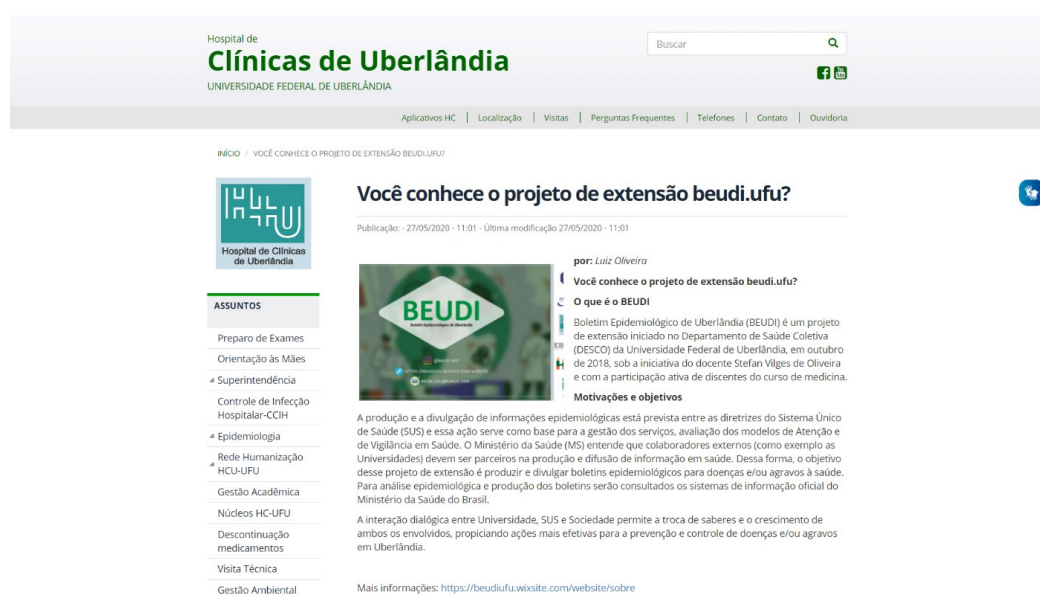 Hospital de
Clínicas de Uberlândia
UNIVERSIDADE FEDERAL DE UBERLÂNDIA
Buscar
Aplicativos HC | Localização | Visitas | Perguntas Frequentes | Telefones | Contato | Ouvidoria
INÍCIO / VOCÊ CONHECE O PROJETO DE EXTENSÃO BEUDI.UFU?
Hospital de Clínicas
de Uberlândia
ASSUNTOS
Preparo de Exames
Orientação às Mães
Superintendência
Controle de Infecção
Hospitalar-CCIH
Epidemiologia
Rede Humanização
HCU-UFU
Gestão Acadêmica
Núcleos HC-UFU
Descontinuação
medicamentos
Visita Técnica
Gestão Ambiental
Você conhece o projeto de extensão beudi.ufu?
Publicação: - 27/05/2020 - 11:01 - Última modificação 27/05/2020 - 11:01
BEUDI
Boletim Epidemiológico de Uberlândia
@BEUDI.UFU
por: Luiz Oliveira
Você conhece o projeto de extensão beudi.ufu?
O que é o BEUDI
Boletim Epidemiológico de Uberlândia (BEUDI) é um projeto
de extensão iniciado no Departamento de Saúde Coletiva
(DESCO) da Universidade Federal de Uberlândia, em outubro
de 2018, sob a iniciativa do docente Stefan Vilges de Oliveira
e com a participação ativa de discentes do curso de medicina.
Motivações e objetivos
A produção e a divulgação de informações epidemiológicas está prevista entre as diretrizes do Sistema Único
de Saúde (SUS) e essa ação serve como base para a gestão dos serviços, avaliação dos modelos de Atenção e
de Vigilância em Saúde. O Ministério da Saúde (MS) entende que colaboradores externos (como exemplo as
Universidades) devem ser parceiros na produção e difusão de informação em saúde. Dessa forma, o objetivo
desse projeto de extensão é produzir e divulgar boletins epidemiológicos para doenças e/ou agravos à saúde.
Para análise epidemiológica e produção dos boletins serão consultados os sistemas de informação oficial do
Ministério da Saúde do Brasil.
A interação dialógica entre Universidade, SUS e Sociedade permite a troca de saberes e o crescimento de
ambos os envolvidos, propiciando ações mais efetivas para a prevenção e controle de doenças e/ou agravos
em Uberlândia.
Mais informações: https://beudiufu.wixsite.com/website/sobre